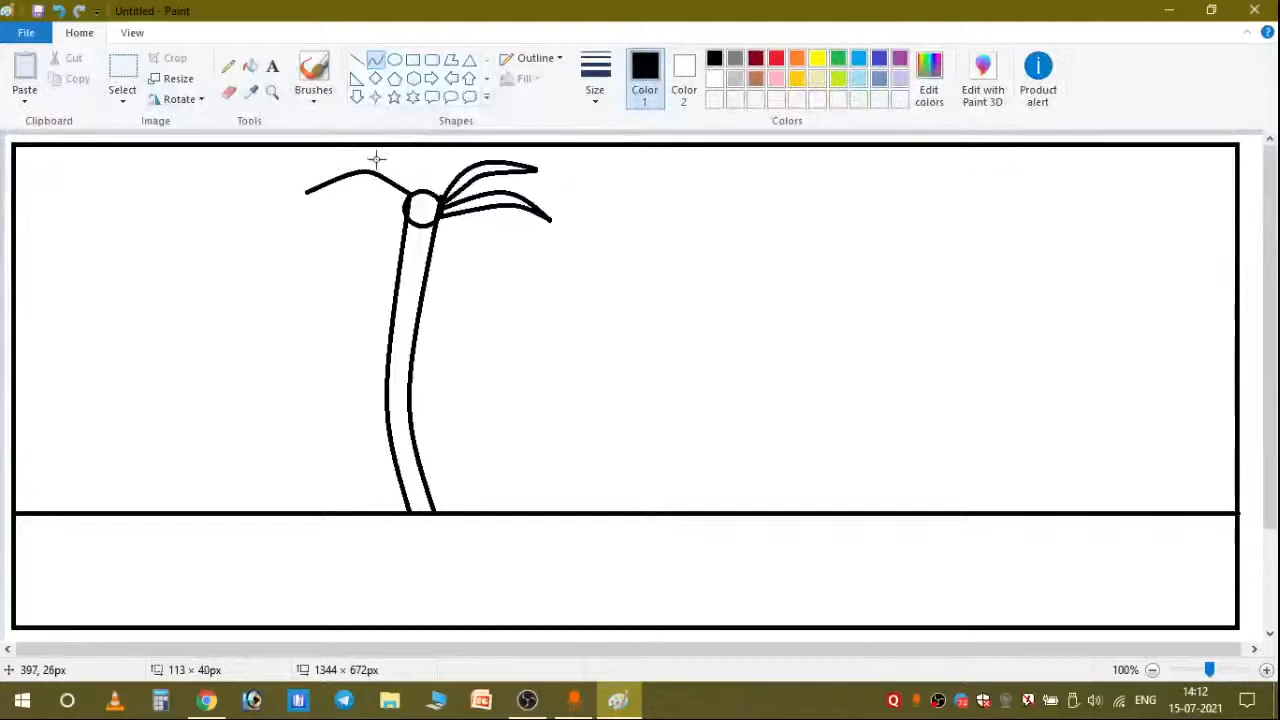 Untitled - Paint
File
Home
View
Paste
Cut
Copy
Clipboard
Select
Crop
Resize
Rotate
Image
A
Tools
Brushes
Outline
Fill
Shapes
Size
Color
1
Color
2
Edit
colors
Colors
Edit with
Paint 3D
Product
alert
397, 26px
113 × 40px
1344 × 672px
100%
ENG
14:12
15-07-2021